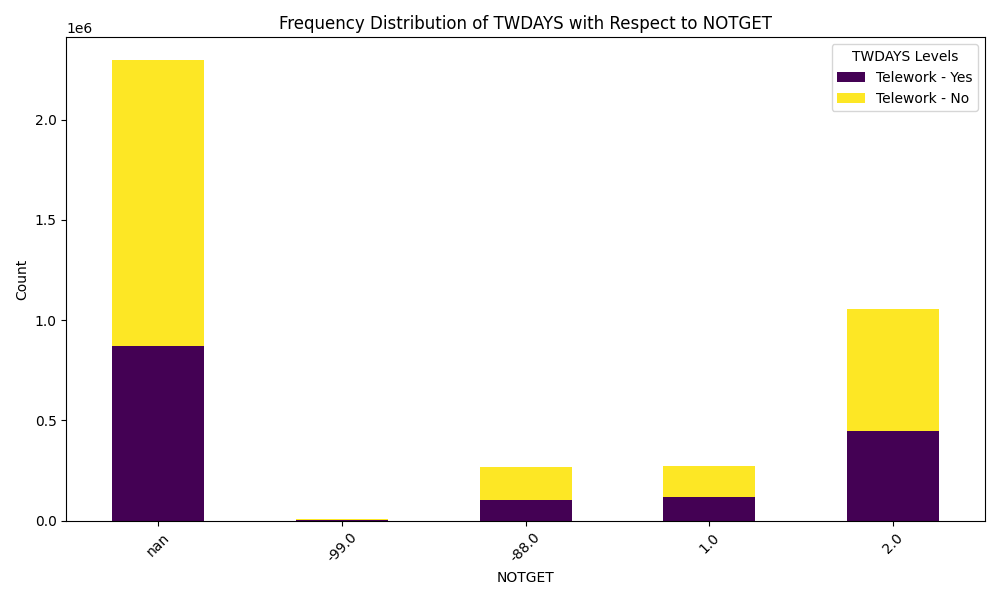 Frequency Distribution of TWDAYS with Respect to NOTGET
1e6
TWDAYS Levels
Telework - Yes
Telework - No
2.0
1.5
1.0
0.5
0.0
Count
nan
-99.0
-88.0
1.0
2.0
NOTGET